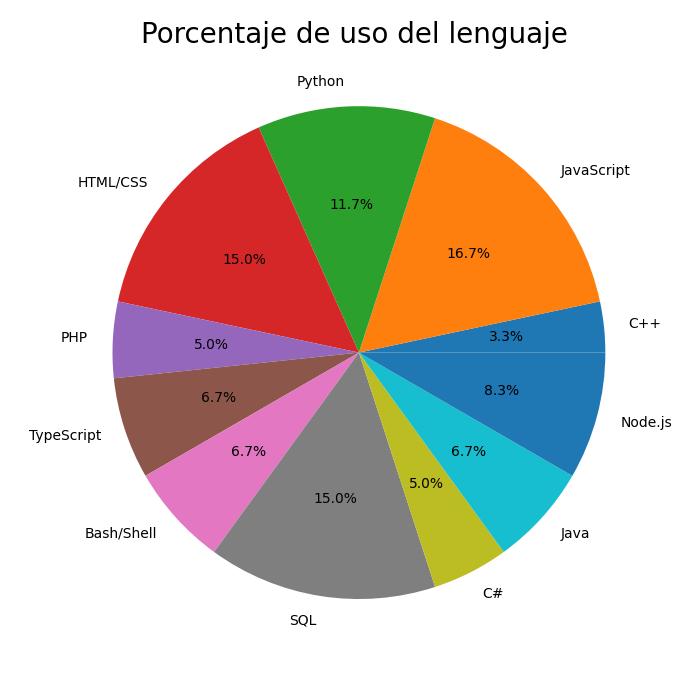 Porcentaje de uso del lenguaje
Python
HTML/CSS
JavaScript
11.7%
16.7%
15.0%
C++
3.3%
PHP
5.0%
8.3%
6.7%
Node.js
TypeScript
6.7%
6.7%
5.0%
15.0%
Bash/Shell
Java
C#
SQL